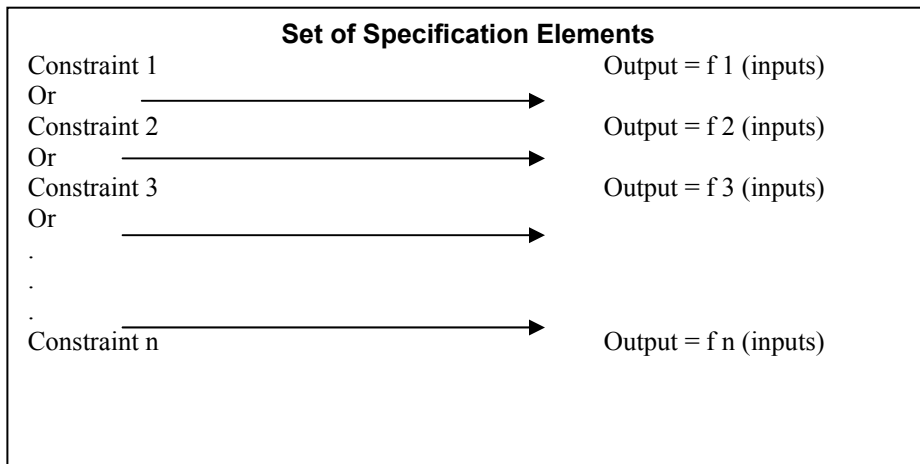 Set of Specification Elements
Constraint 1 Output = f 1 (inputs)
Or
Constraint 2 Output = f 2 (inputs)
Or
Constraint 3 Output = f 3 (inputs)
Or
.
.
.
Constraint n Output = f n (inputs)